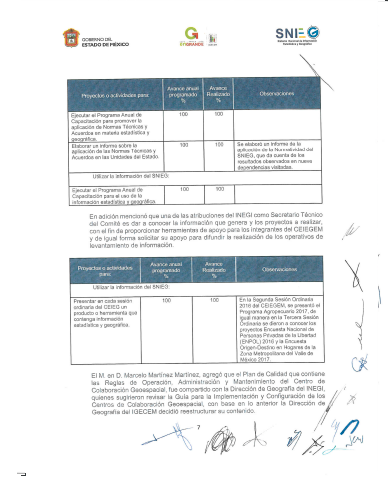 GOBIERNO DEL
ESTADO DE MÉXICO
GRANDE
SNIEG
Proyectos o actividades para:
Avance anual programado
Avance Realizado %
Observaciones
Ejecutar el Programa Anual de
Capacitación para promover la
aplicación de Normas Técnicas y
Acuerdos en materia estadística y
geográfica.
100
100
Elaborar un informe sobre la
aplicación de las Normas Técnicas y
Acuerdos en las Unidades del Estado.
100
100
Se elaboró un informe de la
aplicación de la Normatividad del
SNIEG, que da cuenta de los
resultados observados en nueve
dependencias visitadas.
Utilizar la información del SNIEG:
Ejecutar el Programa Anual de
Capacitación para el uso de la
información estadística y geográfica.
100
100
En adición mencionó que una de las atribuciones del INEGI como Secretario Técnico
del Comité es dar a conocer la información que genera y los proyectos a realizar,
con el fin de proporcionar herramientas de apoyo para los integrantes del CEIEGEM
y de igual forma solicitar su apoyo para difundir la realización de los operativos de
levantamiento de información.
Proyectos o actividades
para:
Avance anual
programado
%
Avance
Realizado
%
Observaciones
Utilizar la información del SNIEG:
Presentar en cada sesión
ordinaria del CEIEG un
producto o herramienta que
contenga información
estadística y geográfica.
100
100
En la Segunda Sesión Ordinaria
2016 del CEIEGEM, se presentó el
Programa Agropecuario 2017, de
igual manera en la Tercera Sesión
Ordinaria se dieron a conocer los
proyectos Encuesta Nacional de
Personas Privadas de la Libertad
(ENPOL) 2016 y la Encuesta
Origen-Destino en Hogares de la
Zona Metropolitana del Valle de
México 2017.
El M. en D. Marcelo Martínez Martínez, agregó que el Plan de Calidad que contiene
las Reglas de Operación, Administración y Mantenimiento del Centro de
Colaboración Geoespacial, fue compartido con la Dirección de Geografía del INEGI,
quienes sugirieron revisar la Guía para la Implementación y Configuración de los
Centros de Colaboración Geoespacial, con base en lo anterior la Dirección de
Geografía del IGECEM decidió reestructurar su contenido.
7